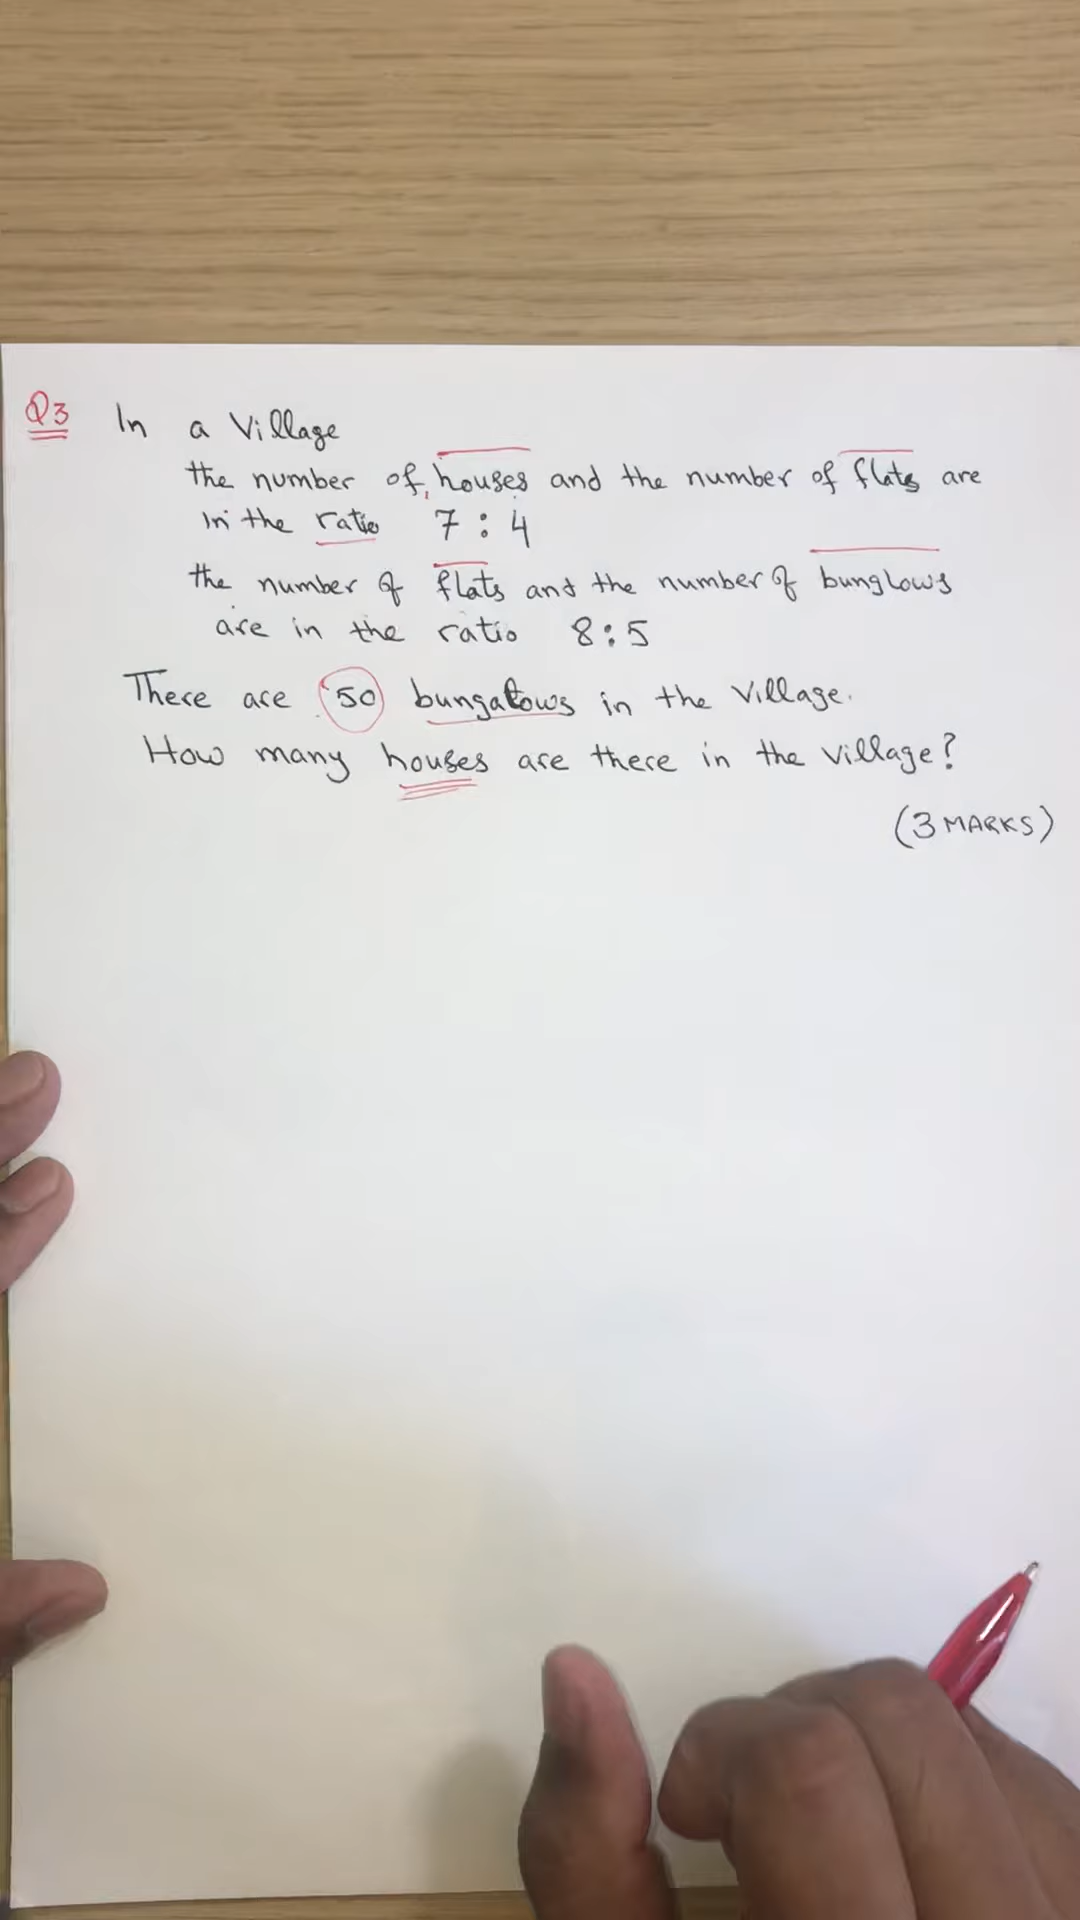 Q3 In a Village
the number of houses and the number of flats are
in the ratio 7 : 4
the number of flats and the number of bunglows
are in the ratio 8 : 5
There are 50 bungalows in the village.
How many houses are there in the village?
(3 MARKS)